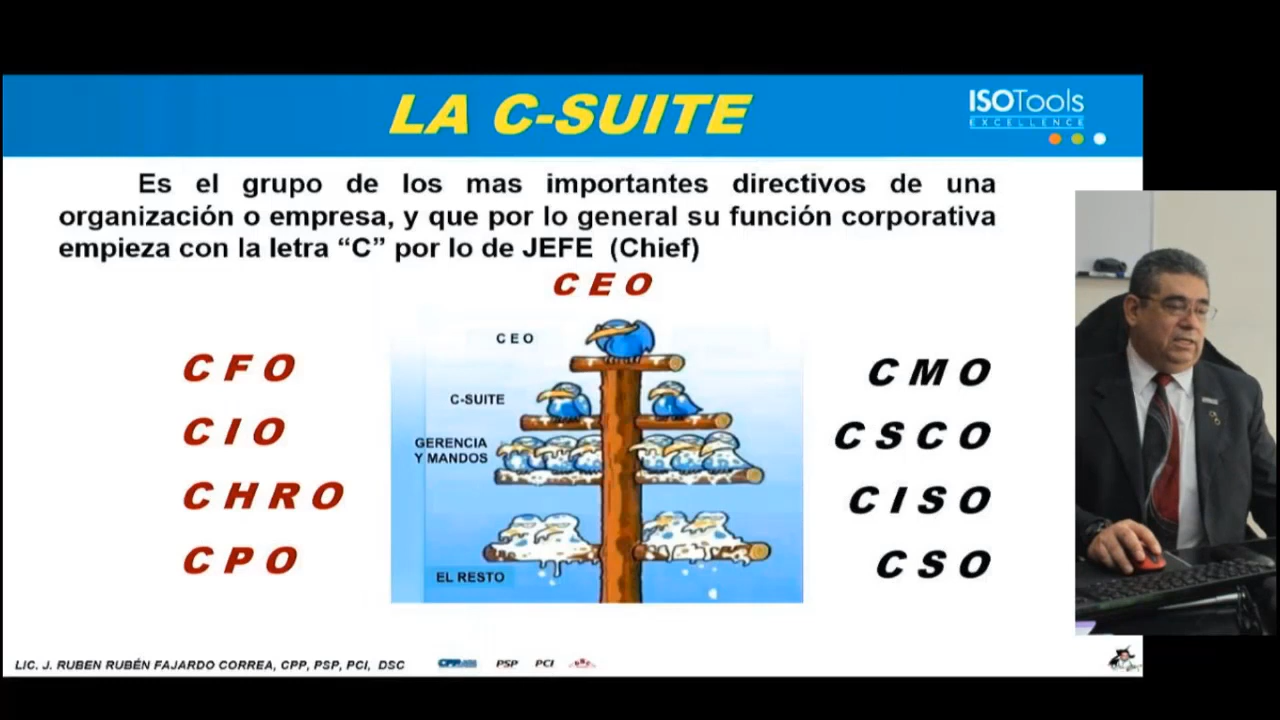 LA C-SUITE
ISOTools
EXCELLENCE
Es el grupo de los mas importantes directivos de una
organización o empresa, y que por lo general su función corporativa
empieza con la letra “C” por lo de JEFE (Chief)
C E O
C E O
C F O
C I O
C H R O
C P O
C-SUITE
GERENCIA
Y MANDOS
EL RESTO
C M O
C S C O
C I S O
C S O
LIC. J. RUBEN RUBÉN FAJARDO CORREA, CPP, PSP, PCI, DSC
CPP
PSP
PCI